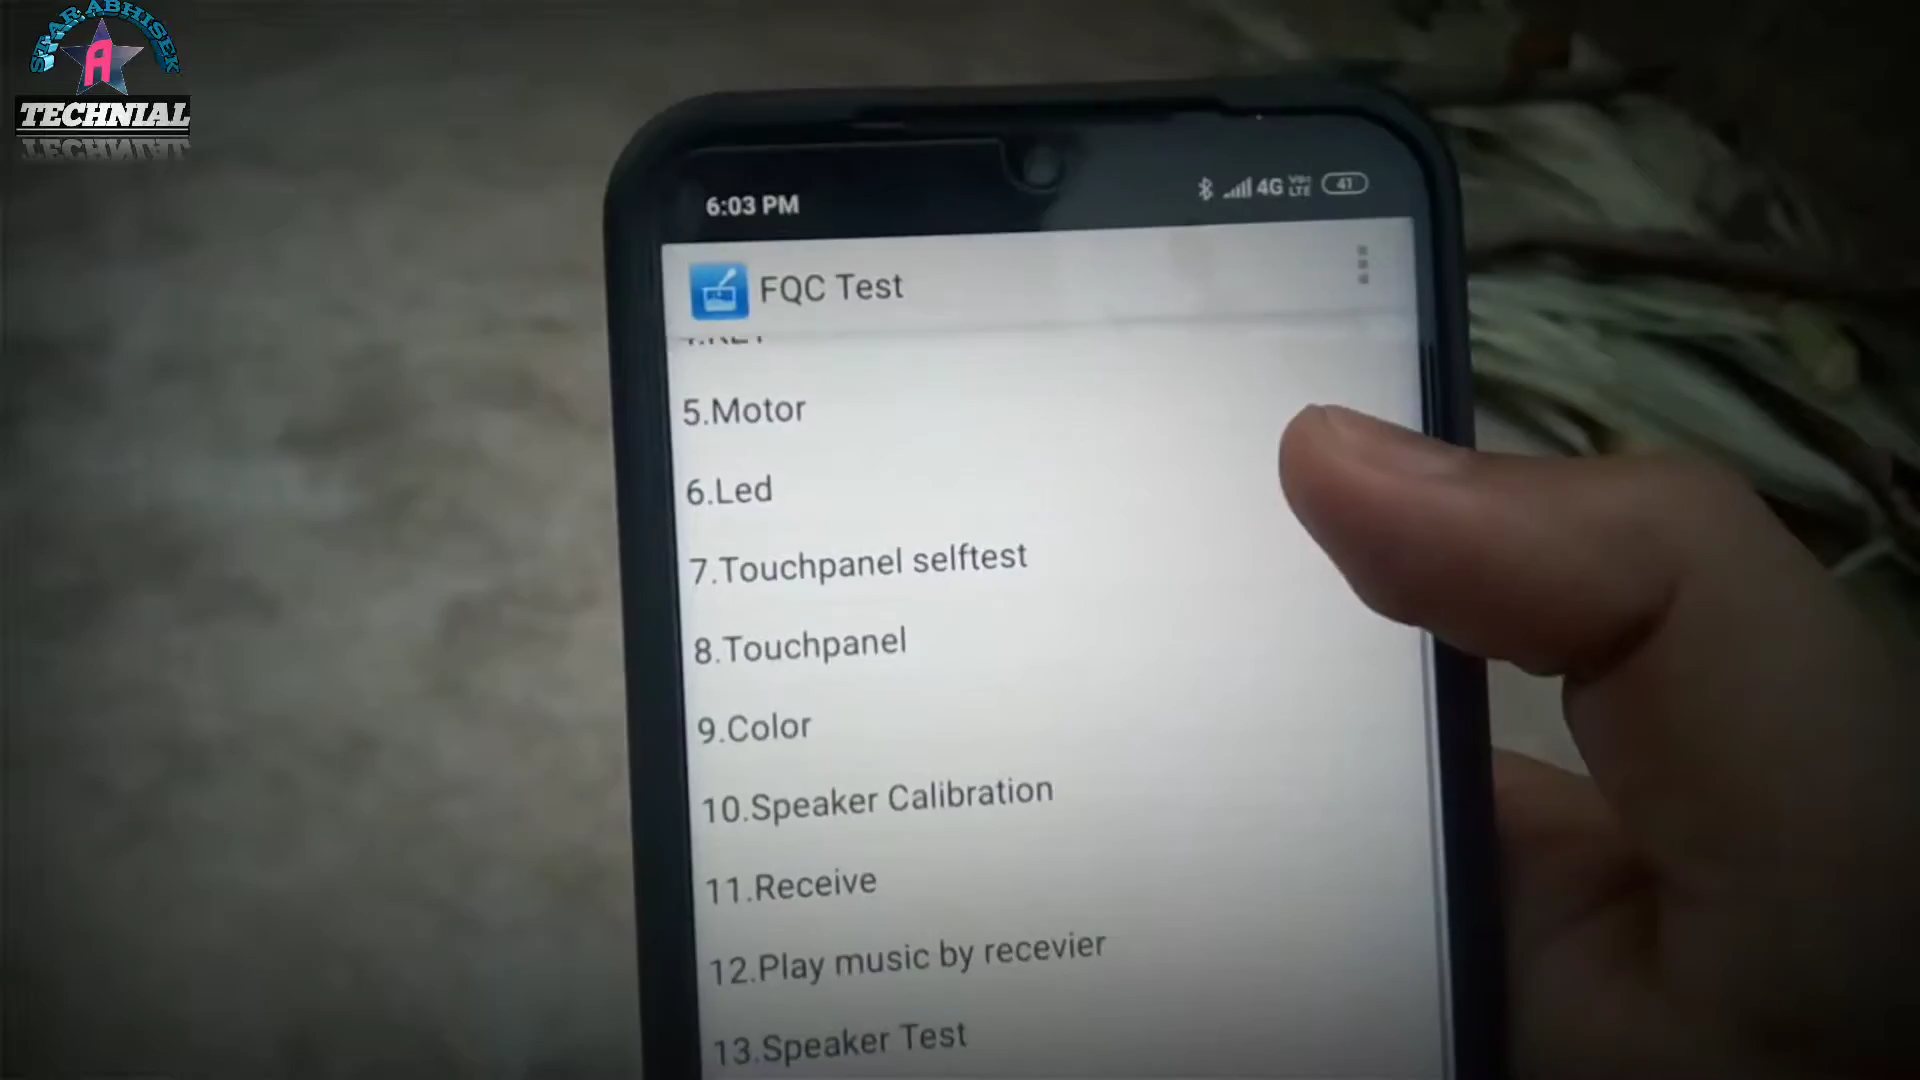 STAR ABHISEK
A
TECHNIAL
6:03 PM
4G
LTE
41
FQC Test
5.Motor
6.Led
7.Touchpanel selftest
8.Touchpanel
9.Color
10.Speaker Calibration
11.Receive
12.Play music by recevier
13.Speaker Test